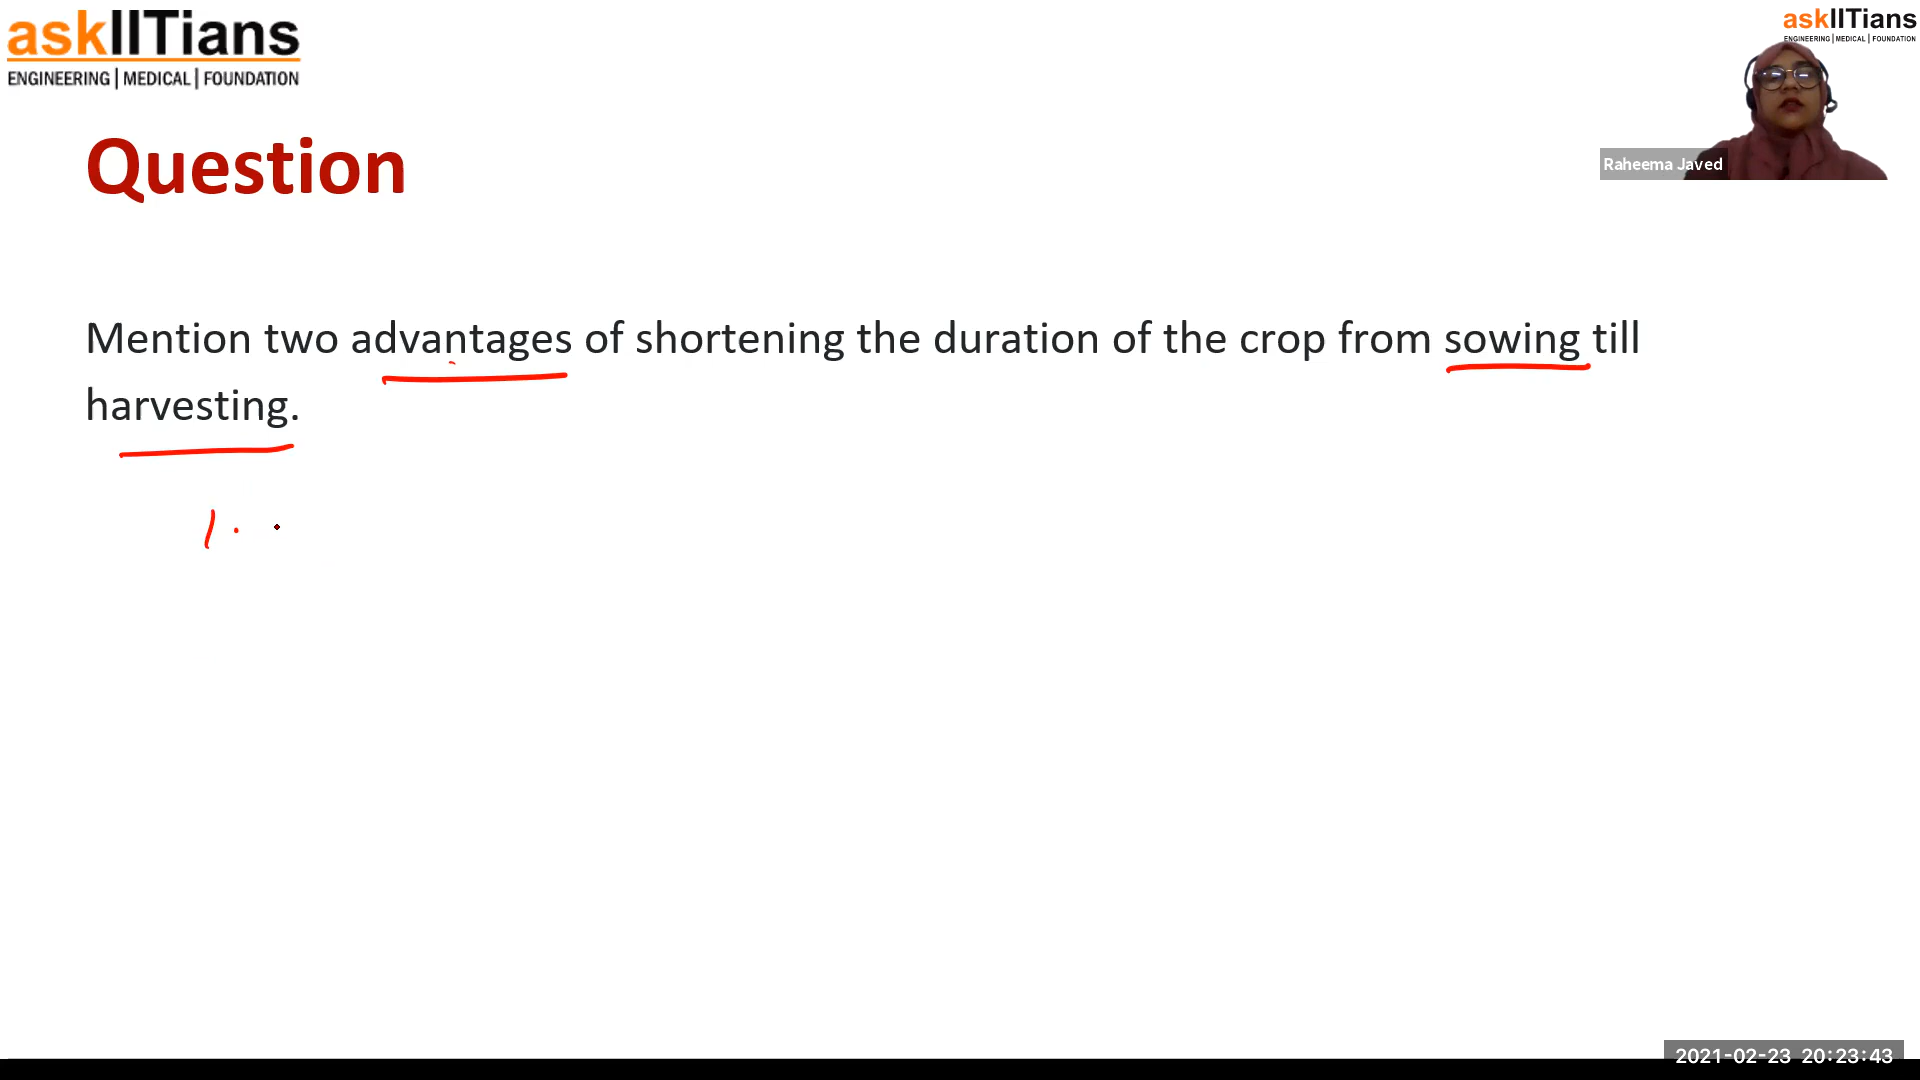 askIITians
ENGINEERING | MEDICAL | FOUNDATION
askIITians
ENGINEERING | MEDICAL | FOUNDATION
Raheema Javed
Question
Mention two advantages of shortening the duration of the crop from sowing till
harvesting.
1.
2021-02-23 20:23:43